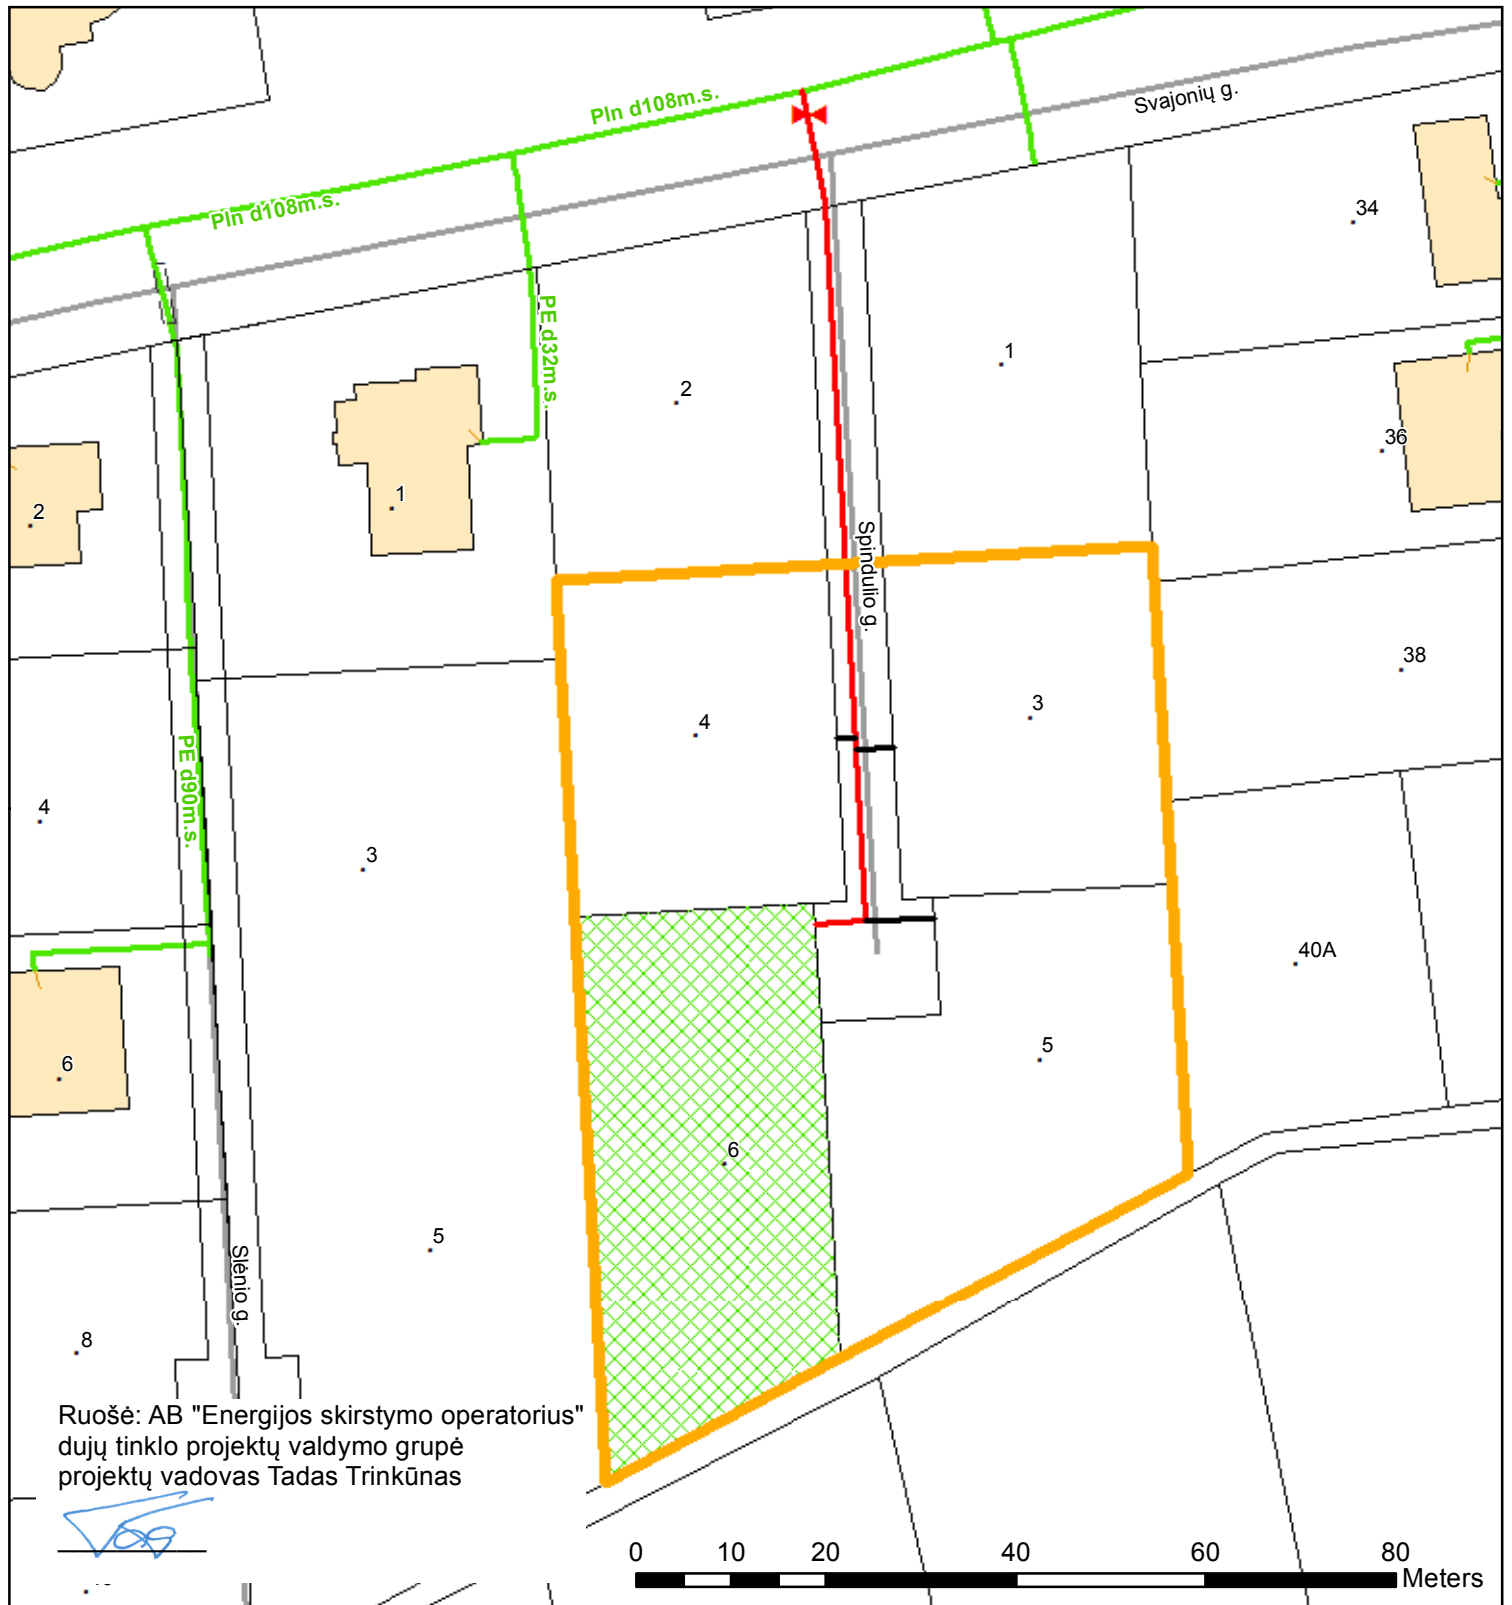 Pln d108m.s.
Svajonių g.
Pln d108m.s.
34
PE d32m.s.
1
2
36
1
2
Spindulio g.
38
3
4
PE d90m.s.
4
3
40A
5
6
6
5
Slėnio g.
8
Ruošė: AB "Energijos skirstymo operatorius"
dujų tinklo projektų valdymo grupė
projektų vadovas Tadas Trinkūnas
0 10 20 40 60 80
Meters